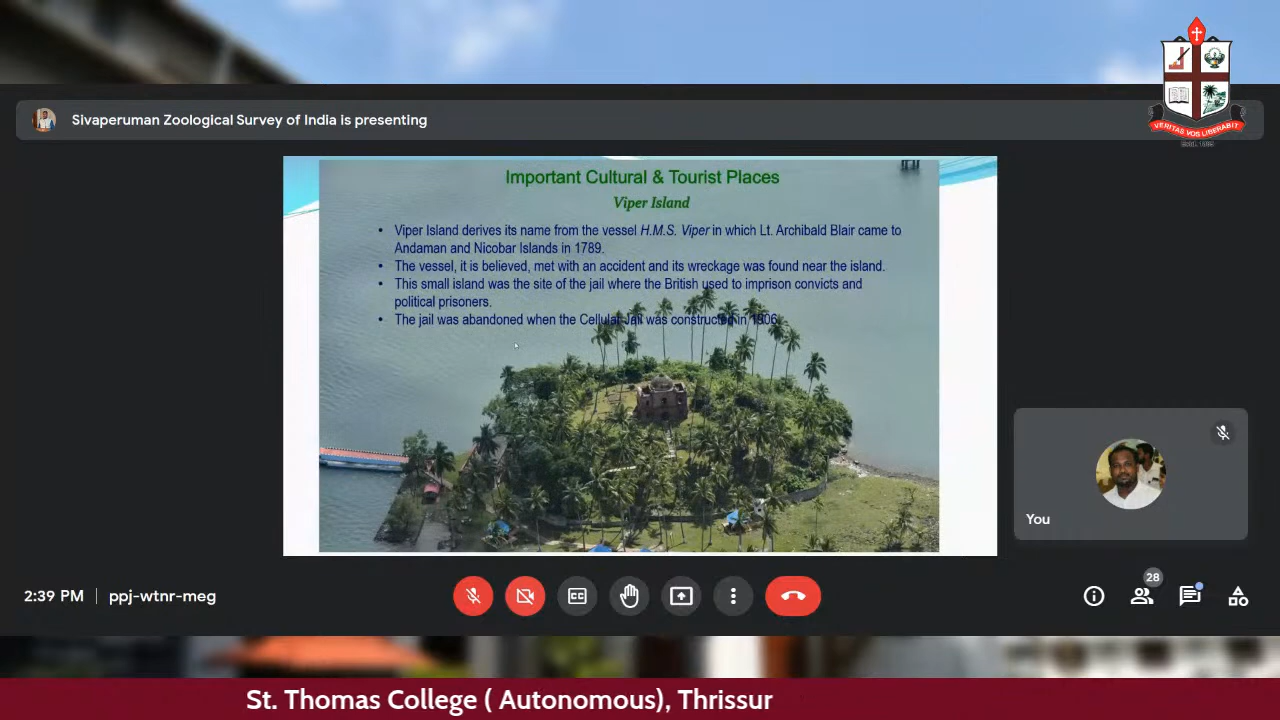 VERITAS VOS LIBERABIT
Sivaperuman Zoological Survey of India is presenting
Important Cultural & Tourist Places
Viper Island
• Viper Island derives its name from the vessel H.M.S. Viper in which Lt. Archibald Blair came to
Andaman and Nicobar Islands in 1789.
• The vessel, it is believed, met with an accident and its wreckage was found near the island.
• This small island was the site of the jail where the British used to imprison convicts and
political prisoners.
• The jail was abandoned when the Cellular Jail was constructed in 1906.
You
2:39 PM | ppj-wtnr-meg
CC
28
St. Thomas College ( Autonomous), Thrissur